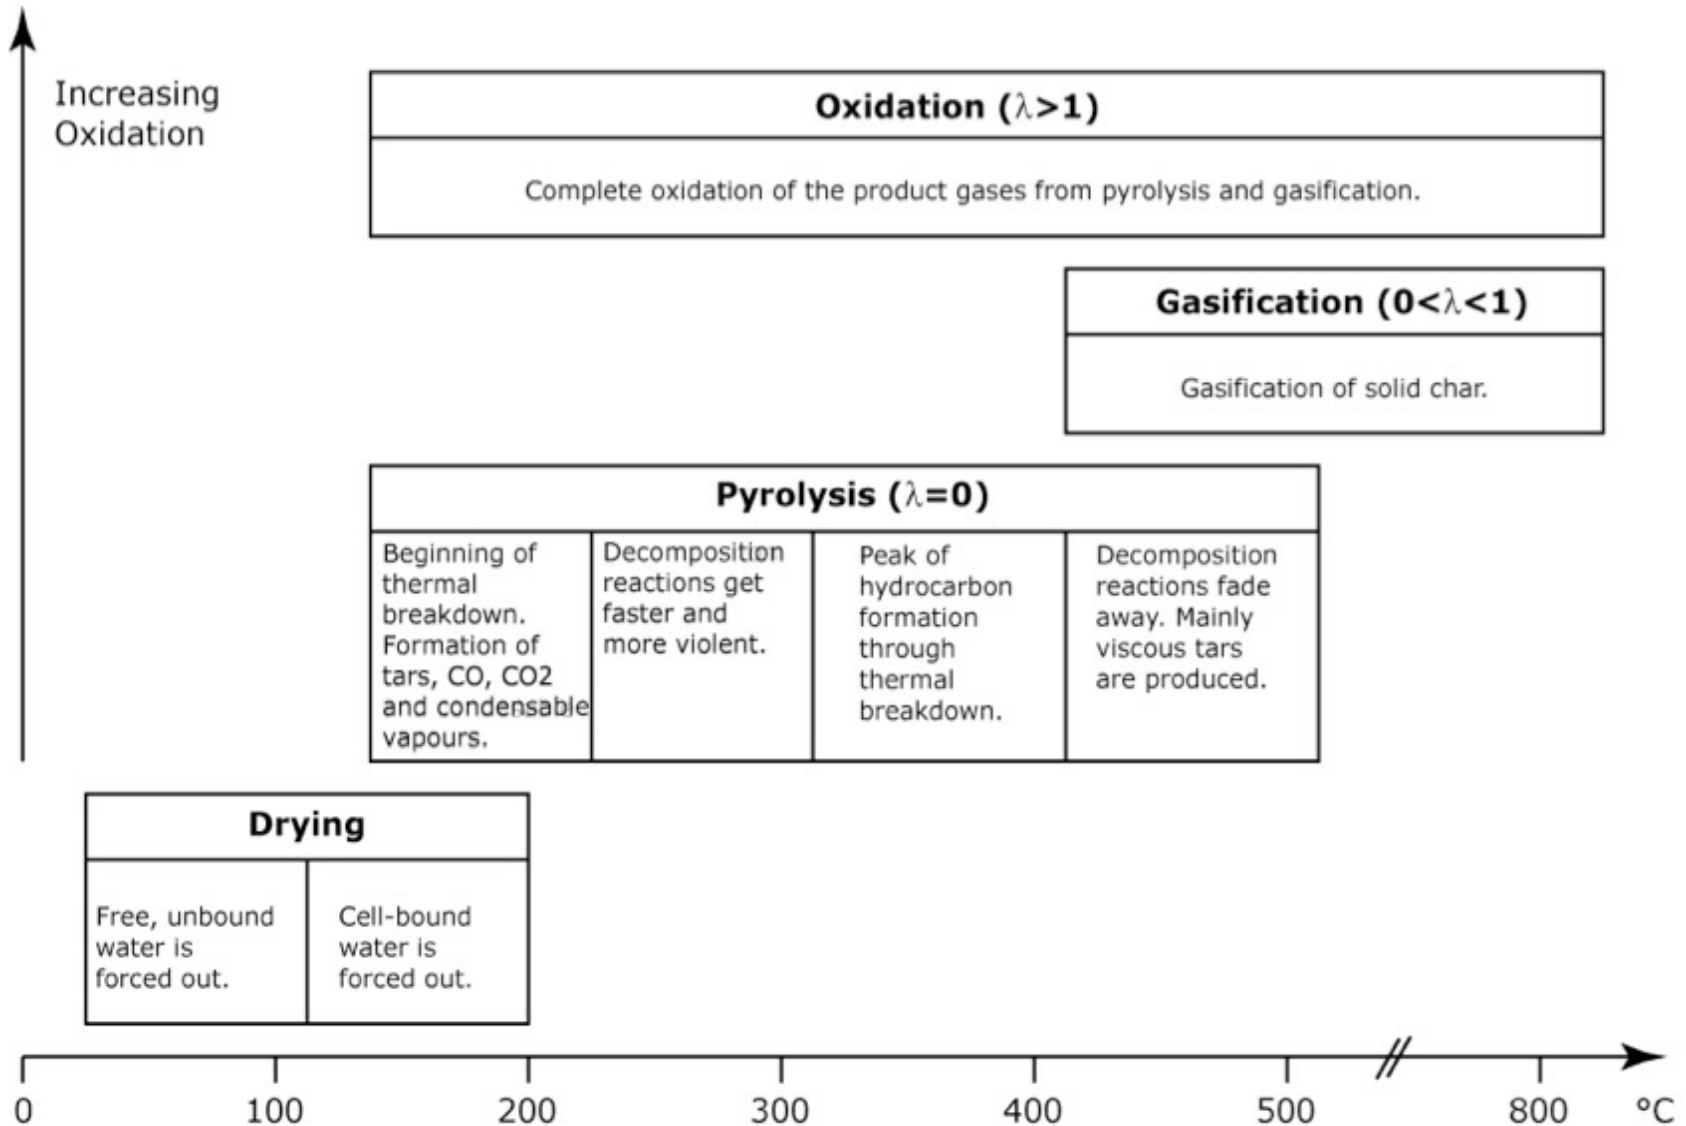 Increasing
Oxidation
Oxidation (λ>1)
Complete oxidation of the product gases from pyrolysis and gasification.
Gasification (0<λ<1)
Gasification of solid char.
Pyrolysis (λ=0)
Beginning of
thermal
breakdown.
Formation of
tars, CO, CO2
and condensable
vapours.
Decomposition
reactions get
faster and
more violent.
Peak of
hydrocarbon
formation
through
thermal
breakdown.
Decomposition
reactions fade
away. Mainly
viscous tars
are produced.
Drying
Free, unbound
water is
forced out.
Cell-bound
water is
forced out.
0 100 200 300 400 500 800 °C